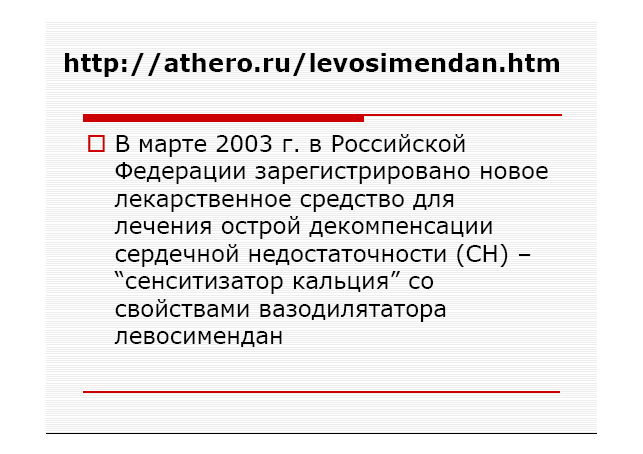 http://athero.ru/levosimendan.htm
В марте 2003 г. в Российской
Федерации зарегистрировано новое
лекарственное средство для
лечения острой декомпенсации
сердечной недостаточности (СН) –
“сенситизатор кальция” со
свойствами вазодилятатора
левосимендан